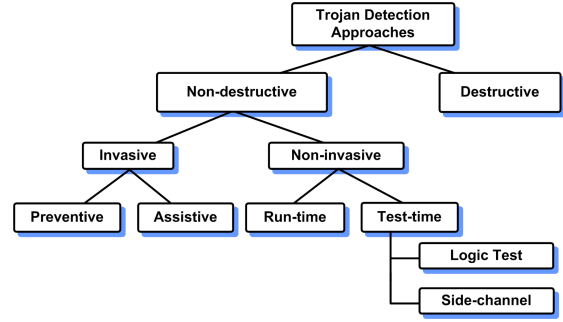 Trojan Detection
Approaches
Non-destructive
Destructive
Invasive
Non-invasive
Preventive
Assistive
Run-time
Test-time
Logic Test
Side-channel